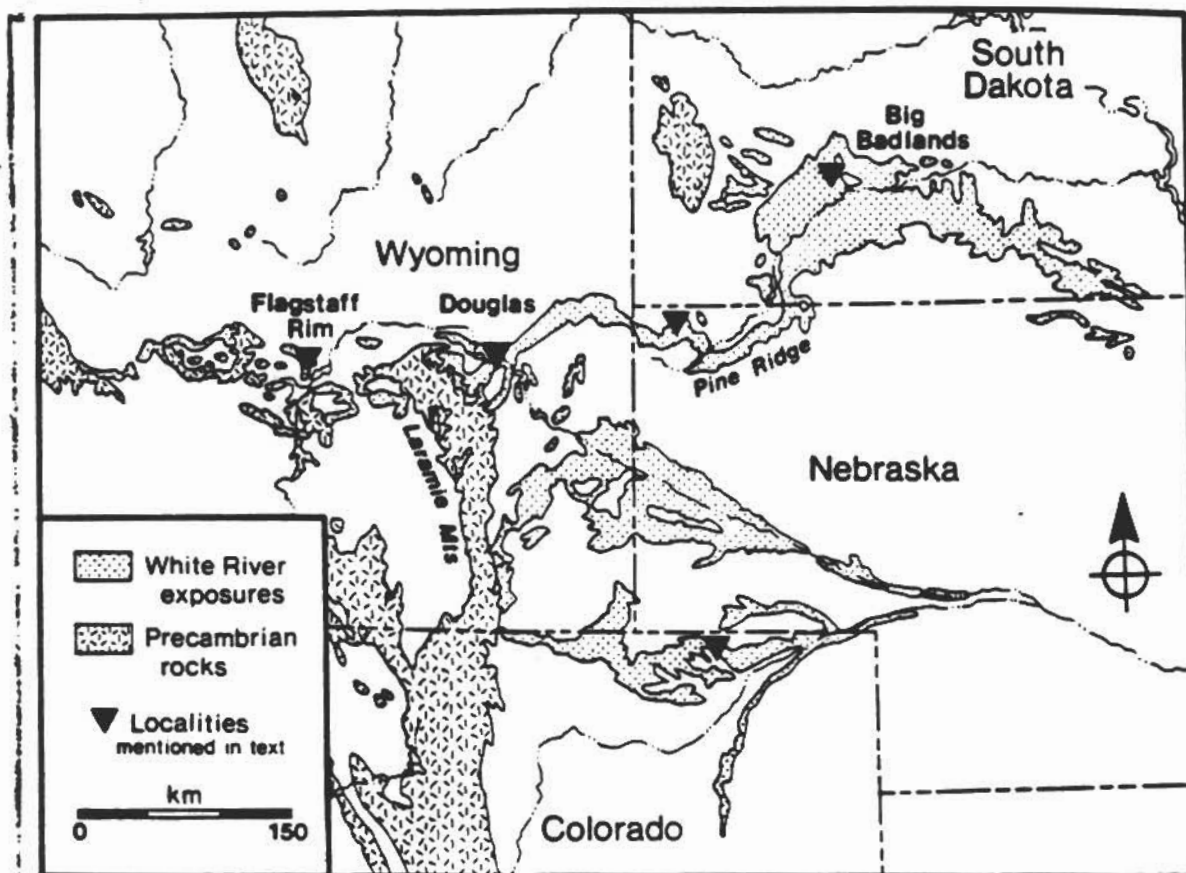 South
Dakota
Big
Badlands
Wyoming
Flagstaff
Rim
Douglas
Pine Ridge
Laramie Mts
Nebraska
White River
exposures
Precambrian
rocks
Localities
mentioned in text
km
0 150
Colorado